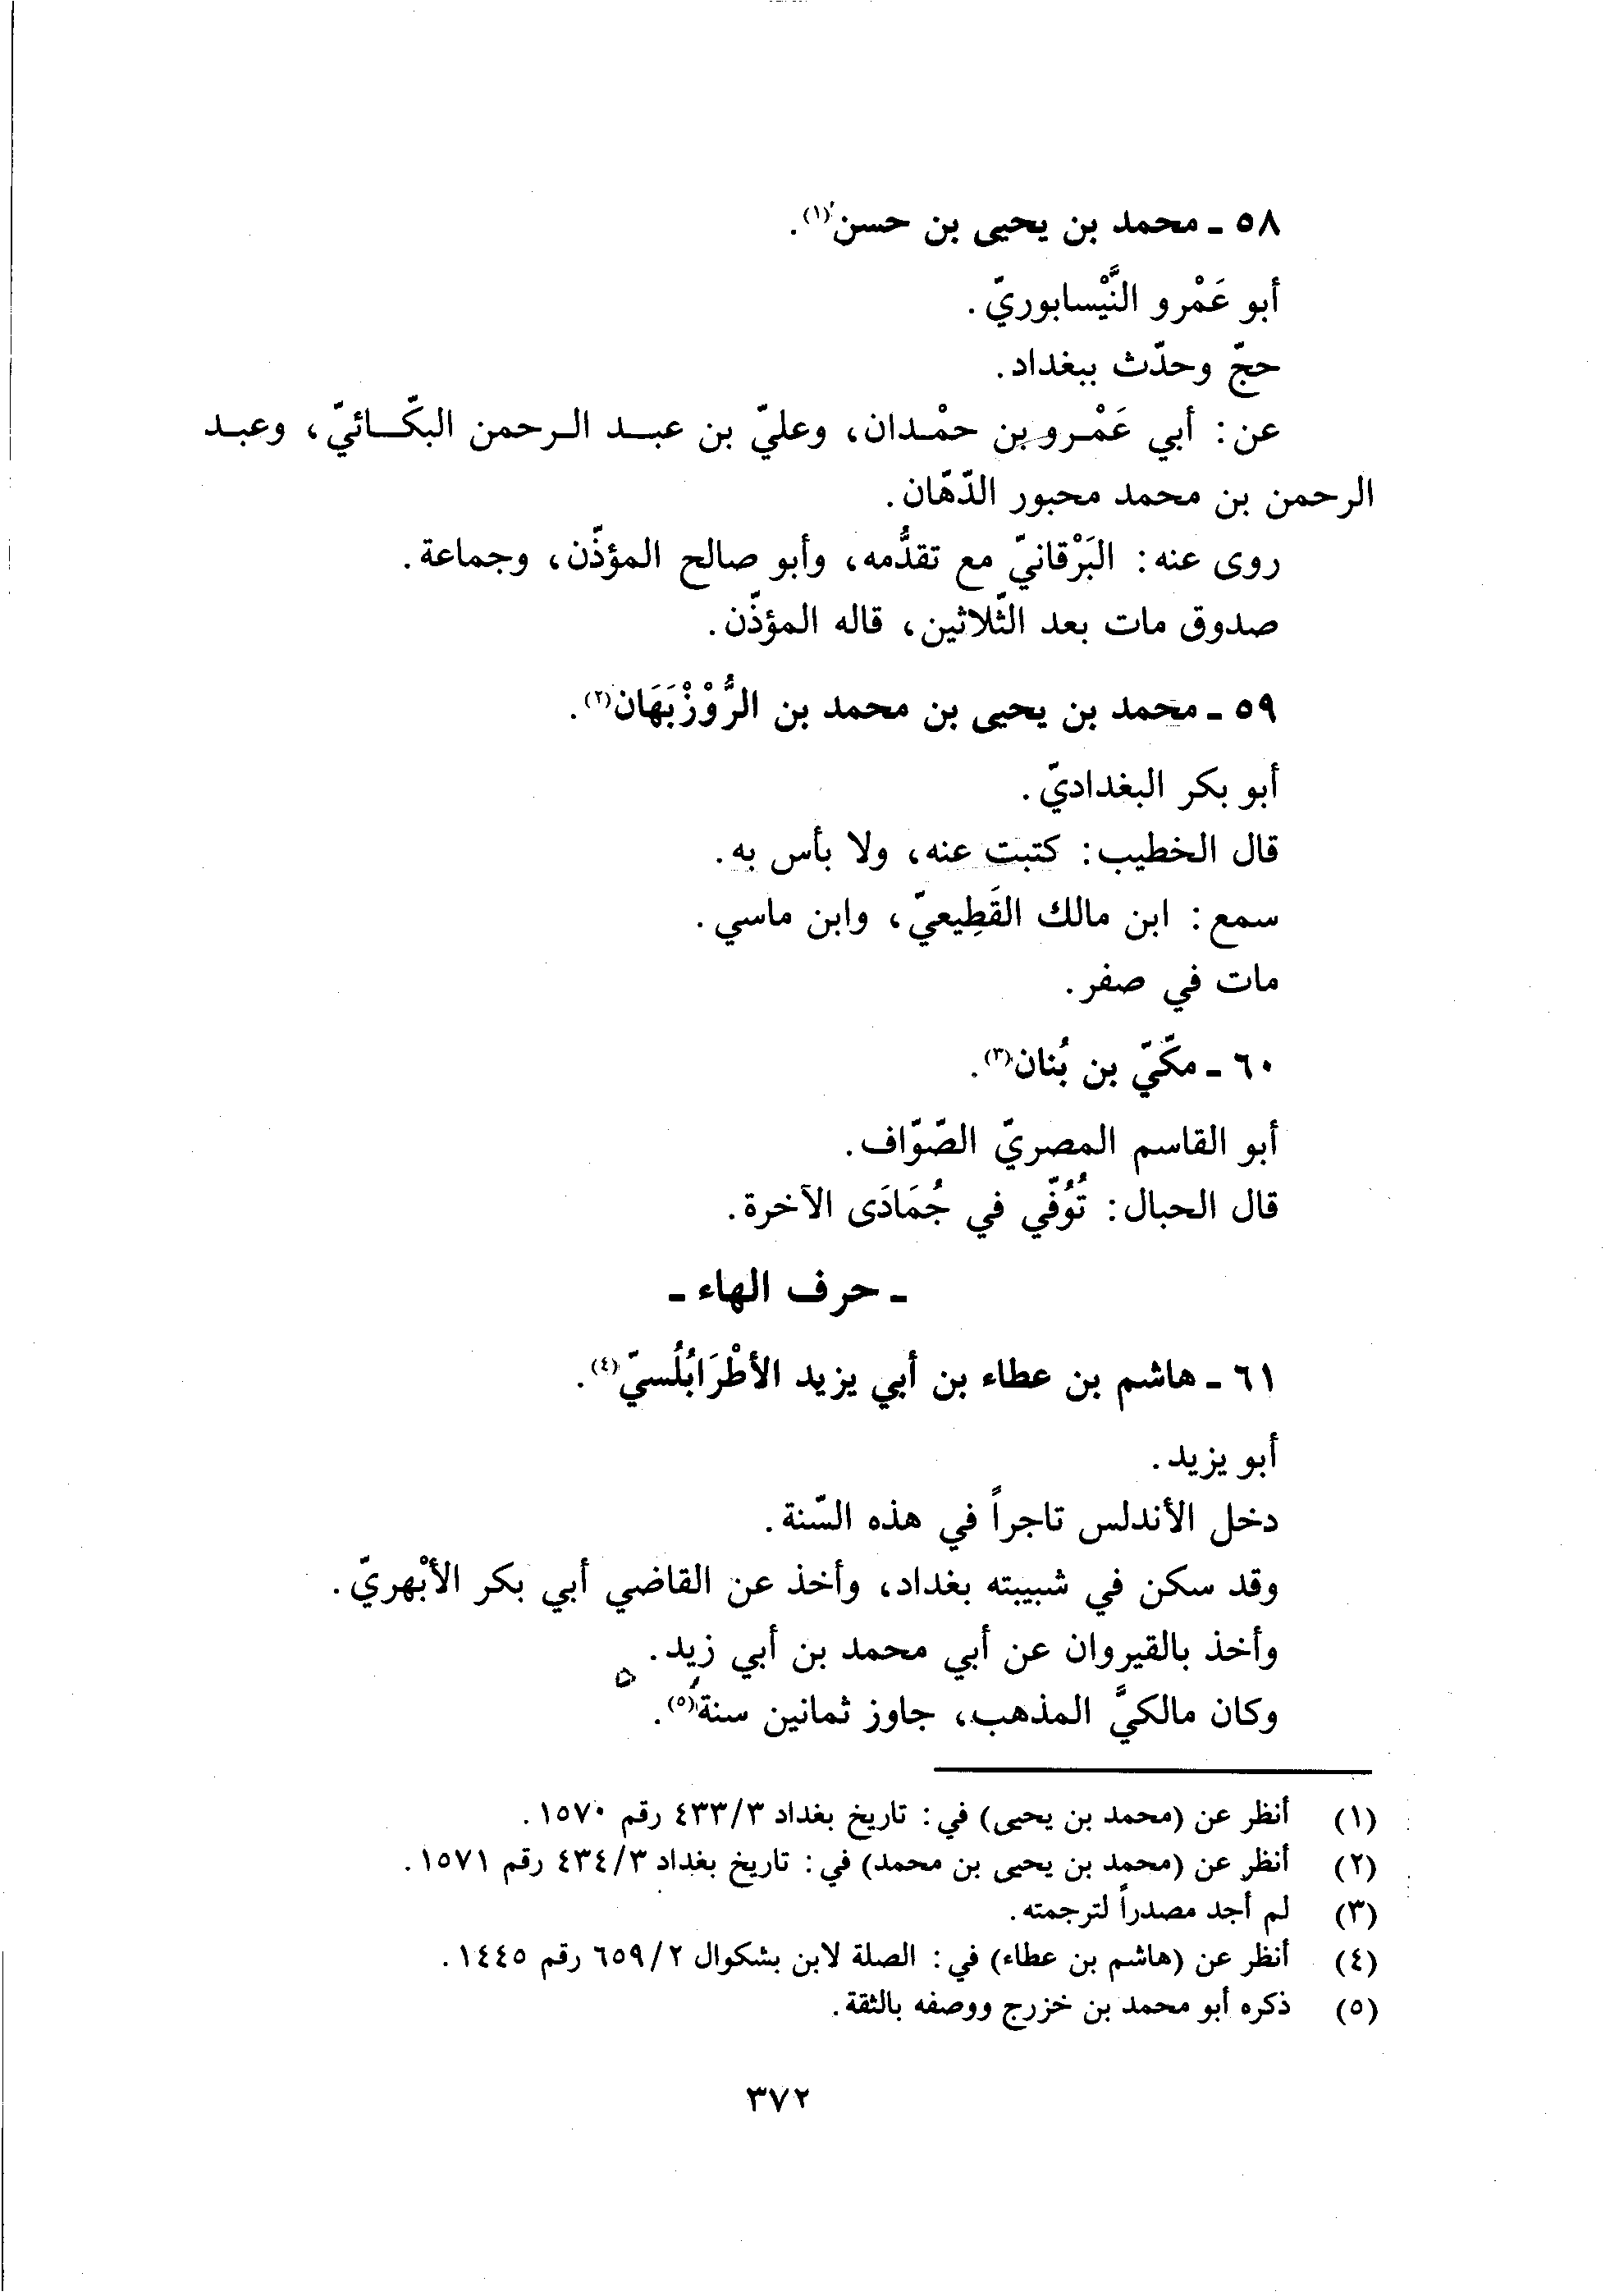 ٥٨ ـ محمد بن يحيى بن حسن(١).
أبو عَمْرو النَّيْسابوريّ.
حجّ وحدّث ببغداد.
عن: أبي عَمْرو بن حمْدان، وعليّ بن عبد الرحمن البكّائيّ، وعبد
الرحمن بن محمد محبور الدّهّان.
روى عنه: البَرْقانيّ مع تقدُّمه، وأبو صالح المؤذّن، وجماعة.
صدوق مات بعد الثّلاثين، قاله المؤذّن.
٥٩ ـ محمد بن يحيى بن محمد بن الرُّوْزْبَهَان(٢).
أبو بكر البغداديّ.
قال الخطيب: كتبت عنه، ولا بأس به.
سمع: ابن مالك القَطِيعيّ، وابن ماسي.
مات في صفر.
٦٠ ـ مكّيّ بن بُنان(٣).
أبو القاسم المصريّ الصّوّاف.
قال الحبال: تُوُفّي في جُمَادَى الآخرة.
ـ حرف الهاء ـ
٦١ ـ هاشم بن عطاء بن أبي يزيد الأطْرَابُلُسيّ(٤).
أبو يزيد.
دخل الأندلس تاجراً في هذه السّنة.
وقد سكن في شبيبته بغداد، وأخذ عن القاضي أبي بكر الأبْهريّ.
وأخذ بالقيروان عن أبي محمد بن أبي زيد.
وكان مالكيَّ المذهب، جاوز ثمانين سنة(٥).
(١) أنظر عن (محمد بن يحيى) في: تاريخ بغداد ٤٣٣/٣ رقم ١٥٧٠.
(٢) أنظر عن (محمد بن يحيى بن محمد) في: تاريخ بغداد ٤٣٤/٣ رقم ١٥٧١.
(٣) لم أجد مصدراً لترجمته.
(٤) أنظر عن (هاشم بن عطاء) في: الصلة لابن بشكوال ٦٥٩/٢ رقم ١٤٤٥.
(٥) ذكره أبو محمد بن خزرج ووصفه بالثقة.
٣٧٢